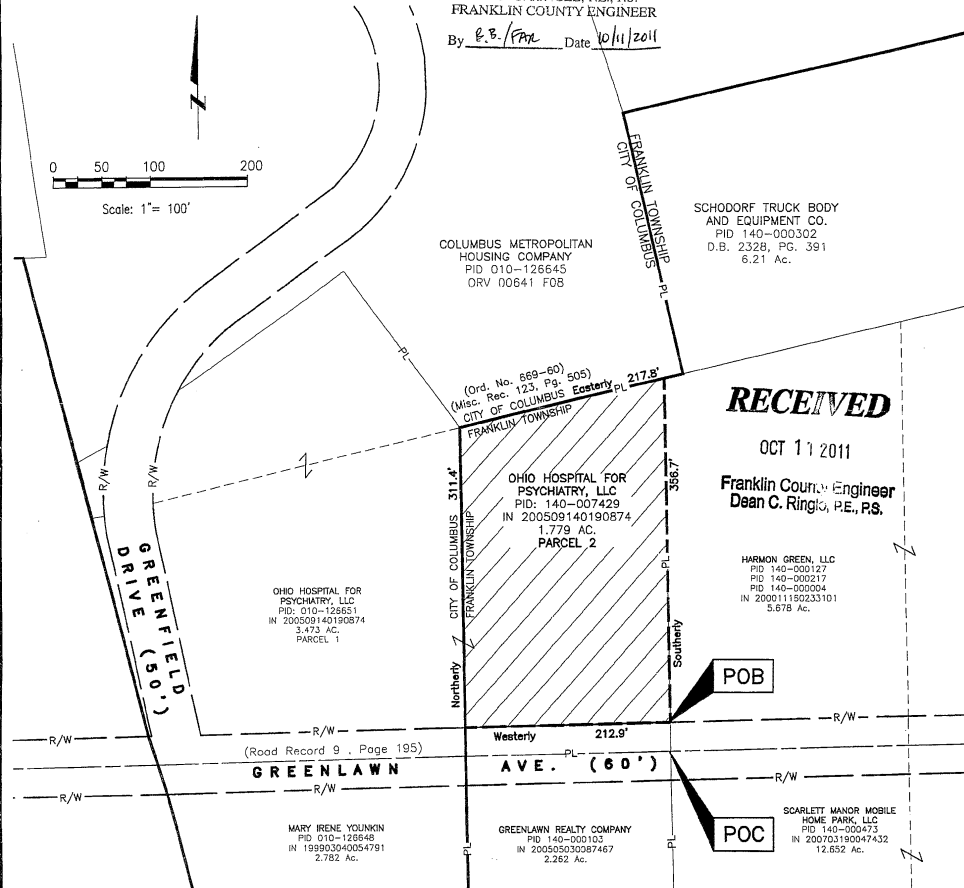 FRANKLIN COUNTY ENGINEER
By B.B./FAR Date 10/11/2011
0 50 100 200
Scale: 1"= 100'
COLUMBUS METROPOLITAN
HOUSING COMPANY
PID 010-126645
ORV 00641 F08
FRANKLIN TOWNSHIP
CITY OF COLUMBUS
PL
SCHODORF TRUCK BODY
AND EQUIPMENT CO.
PID 140-000302
D.B. 2328, PG. 391
6.21 Ac.
PL
(Ord. No. 669-60)
(Misc. Rec. 123, Pg. 505)
CITY OF COLUMBUS Easterly PL 217.8'
FRANKLIN TOWNSHIP
RECEIVED
OCT 11 2011
Franklin County Engineer
Dean C. Ringle, P.E., P.S.
OHIO HOSPITAL FOR
PSYCHIATRY, LLC
PID: 140-007429
IN 200509140190874
1.779 AC.
PARCEL 2
311.4'
CITY OF COLUMBUS
FRANKLIN TOWNSHIP
Northerly
356.7'
PL
Southerly
HARMON GREEN, LLC
PID 140-000127
PID 140-000217
PID 140-000004
IN 200011150233101
5.678 AC.
R/W
R/W
GREENFIELD
DRIVE (50')
OHIO HOSPITAL FOR
PSYCHIATRY, LLC
PID: 010-126651
IN 200509140190874
3.473 AC.
PARCEL 1
POB
R/W
R/W
Westerly 212.9'
R/W
(Road Record 9 , Page 195)
PL
GREENLAWN AVE. (60')
R/W
R/W
R/W
POC
MARY IRENE YOUNKIN
PID 010-126648
IN 199903040054791
2.782 Ac.
PL
GREENLAWN REALTY COMPANY
PID 140-000103
IN 200505030087467
2.262 Ac.
PL
SCARLETT MANOR MOBILE
HOME PARK, LLC
PID 140-000473
IN 200703190047432
12.652 Ac.